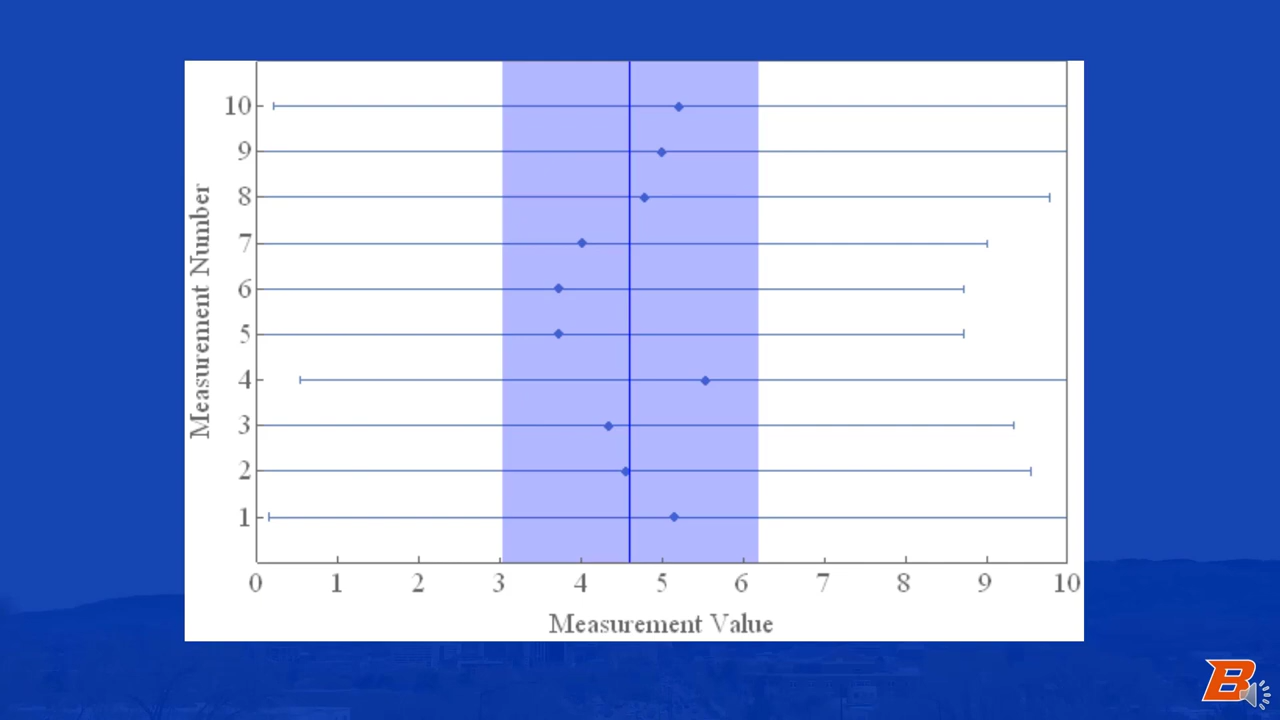 10
9
8
7
6
5
4
3
2
1
Measurement Number
0 1 2 3 4 5 6 7 8 9 10
Measurement Value
B